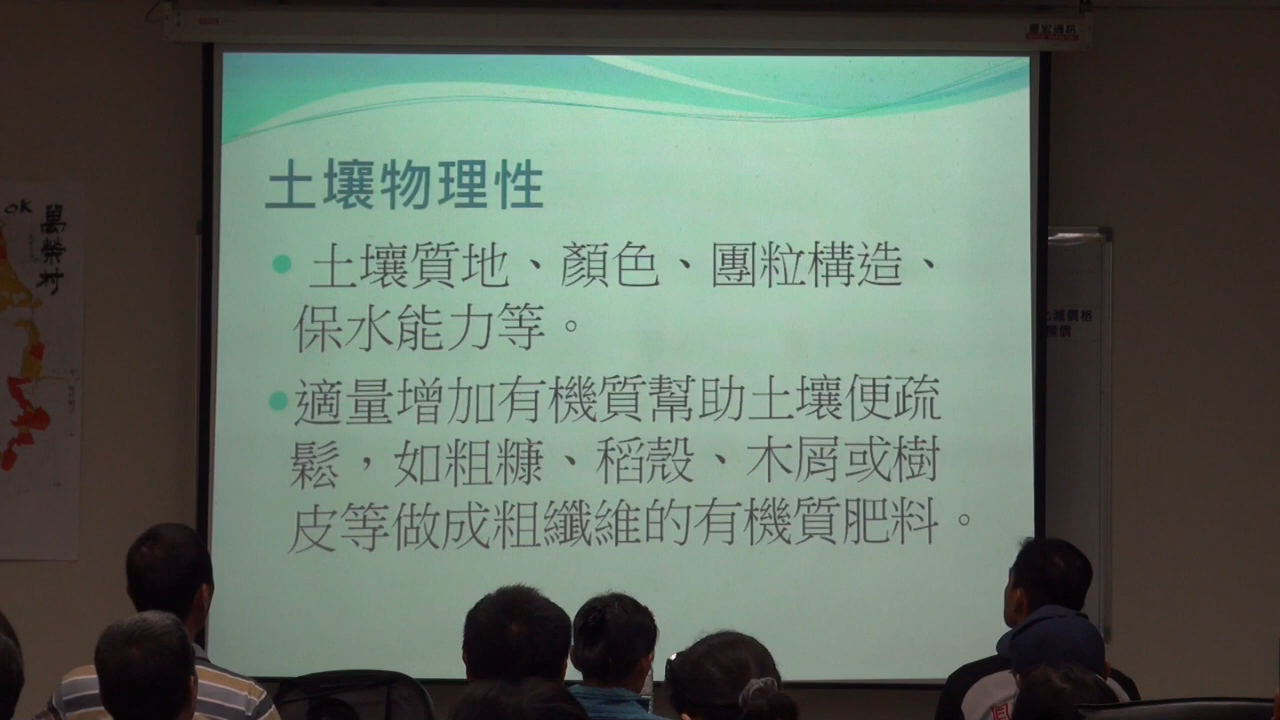 土壤物理性
● 土壤質地、顏色、團粒構造、
保水能力等。
●適量增加有機質幫助土壤便疏
鬆，如粗糠、稻殼、木屑或樹
皮等做成粗纖維的有機質肥料。
OK
萬榮村